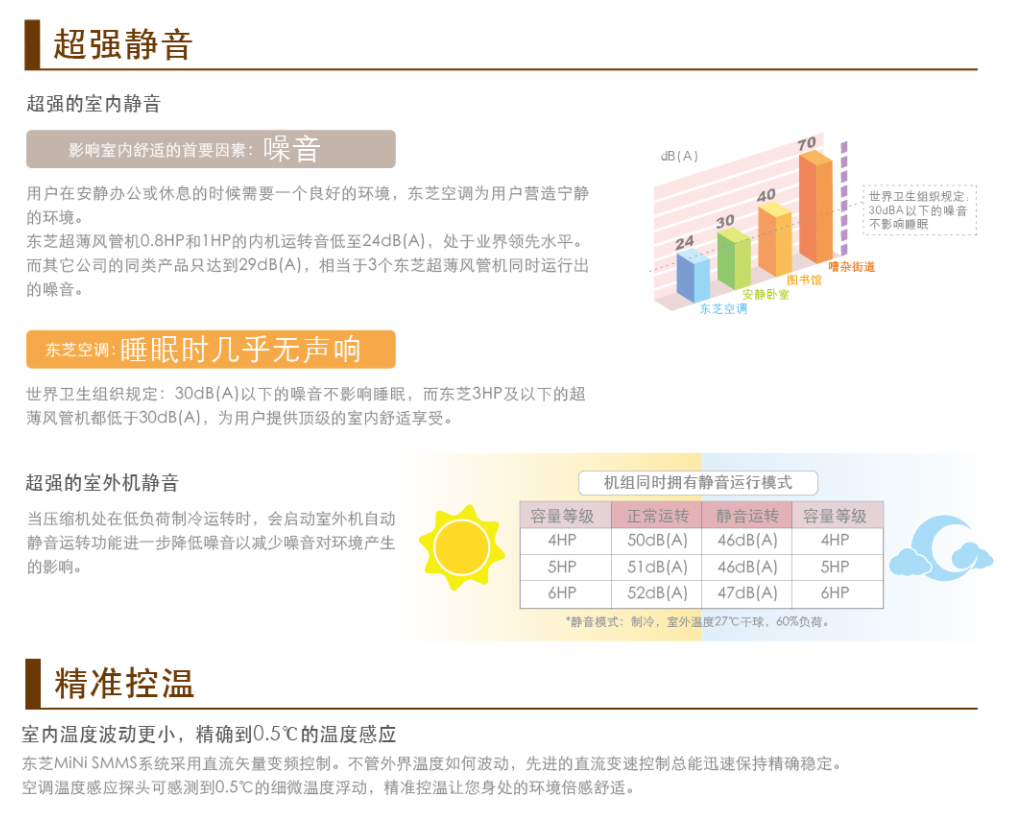 超强静音
超强的室内静音
影响室内舒适的首要因素：噪音
用户在安静办公或休息的时候需要一个良好的环境，东芝空调为用户营造宁静
的环境。
东芝超薄风管机0.8HP和1HP的内机运转音低至24dB(A)，处于业界领先水平。
而其它公司的同类产品只达到29dB(A)，相当于3个东芝超薄风管机同时运行出
的噪音。
dB(A)
24
30
40
70
东芝空调
安静卧室
图书馆
嘈杂街道
世界卫生组织规定：
30dBA以下的噪音
不影响睡眠
东芝空调：睡眠时几乎无声响
世界卫生组织规定：30dB(A)以下的噪音不影响睡眠，而东芝3HP及以下的超
薄风管机都低于30dB(A)，为用户提供顶级的室内舒适享受。
超强的室外机静音
当压缩机处在低负荷制冷运转时，会启动室外机自动
静音运转功能进一步降低噪音以减少噪音对环境产生
的影响。
机组同时拥有静音运行模式
容量等级 正常运转 静音运转 容量等级
4HP 50dB(A) 46dB(A) 4HP
5HP 51dB(A) 46dB(A) 5HP
6HP 52dB(A) 47dB(A) 6HP
*静音模式：制冷，室外温度27℃干球，60%负荷。
精准控温
室内温度波动更小，精确到0.5℃的温度感应
东芝MiNi SMMS系统采用直流矢量变频控制。不管外界温度如何波动，先进的直流变速控制总能迅速保持精确稳定。
空调温度感应探头可感测到0.5℃的细微温度浮动，精准控温让您身处的环境倍感舒适。